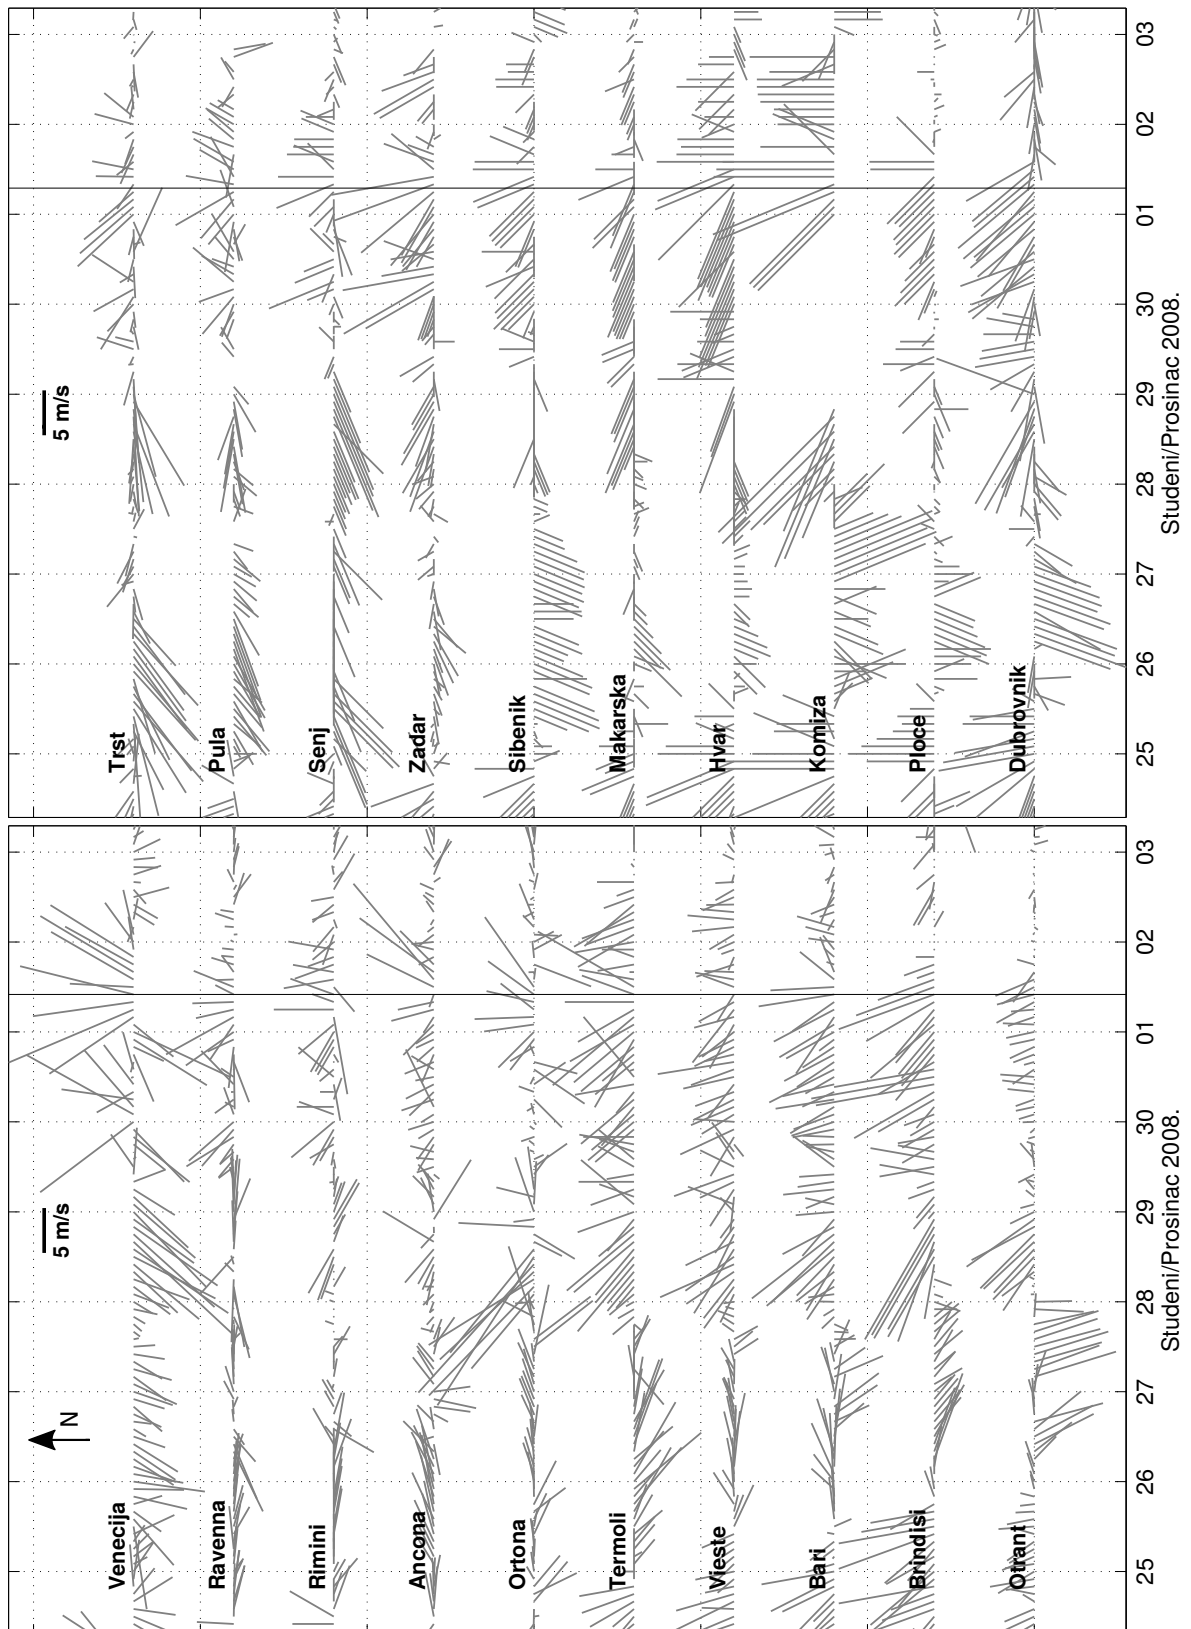 Trst
Pula
Senj
Zadar
Sibenik
Makarska
Hvar
Komiza
Ploce
Dubrovnik
5 m/s
25 26 27 28 29 30 01 02 03
Studeni/Prosinac 2008.
N
Venecija
Ravenna
Rimini
Ancona
Ortona
Termoli
Vieste
Bari
Brindisi
Otrant
5 m/s
25 26 27 28 29 30 01 02 03
Studeni/Prosinac 2008.